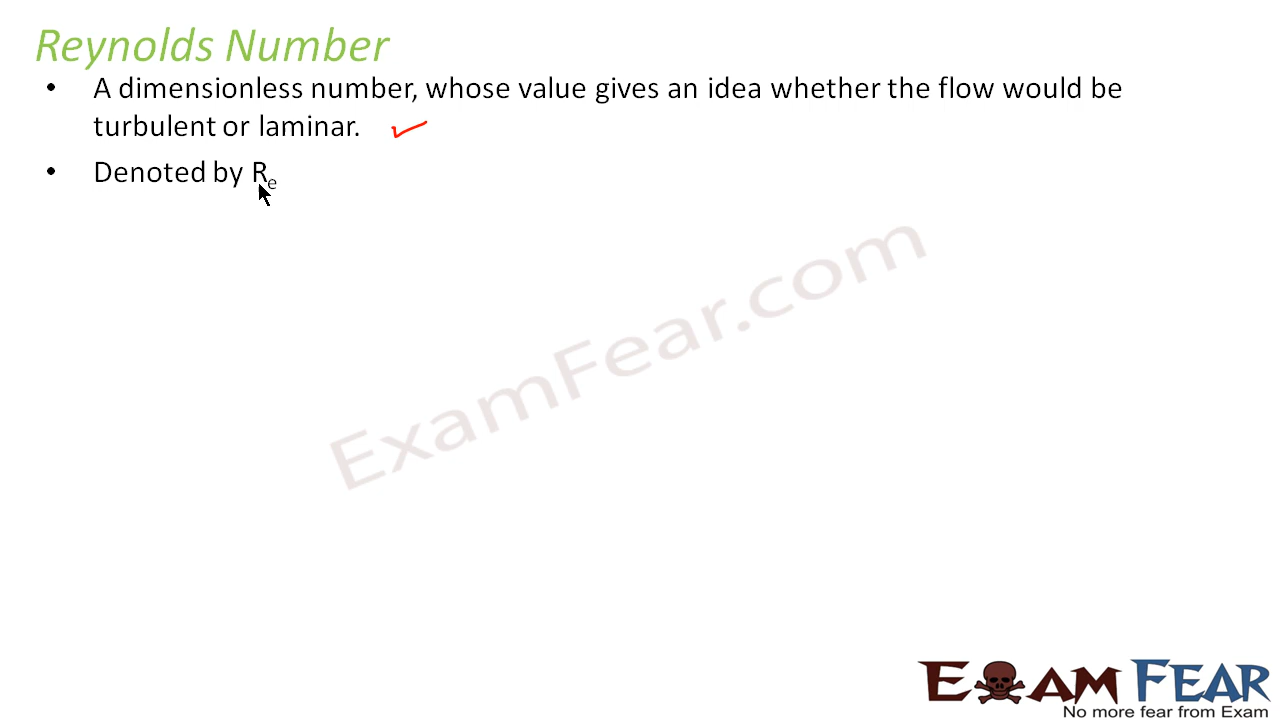 Reynolds Number
• A dimensionless number, whose value gives an idea whether the flow would be
turbulent or laminar.
• Denoted by Re
ExamFear.com
EXAM FEAR
No more fear from Exam